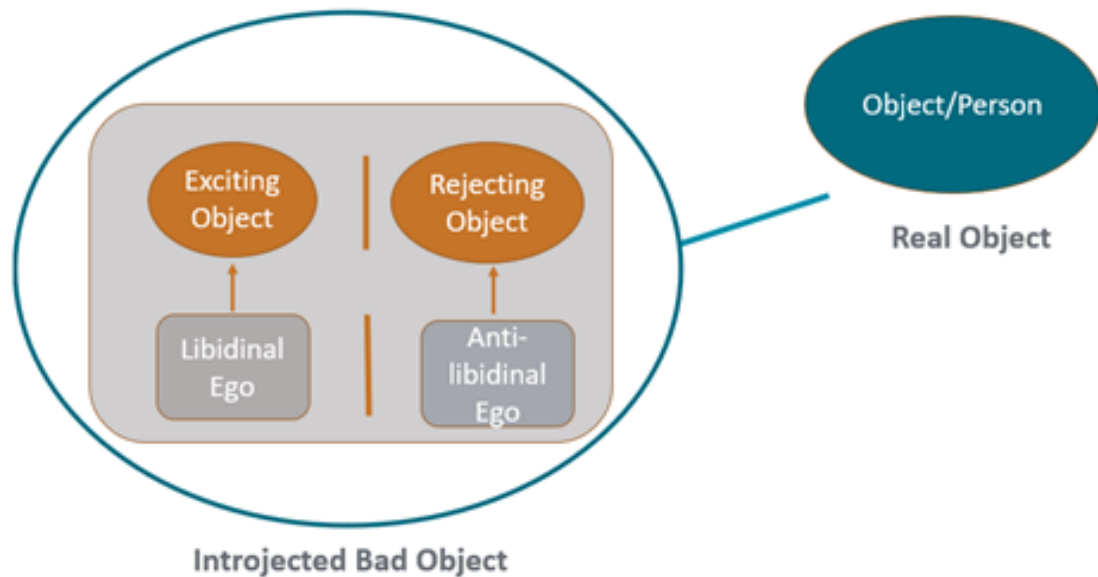 Exciting
Object
Rejecting
Object
Libidinal
Ego
Anti-
libidinal
Ego
Introjected Bad Object
Object/Person
Real Object